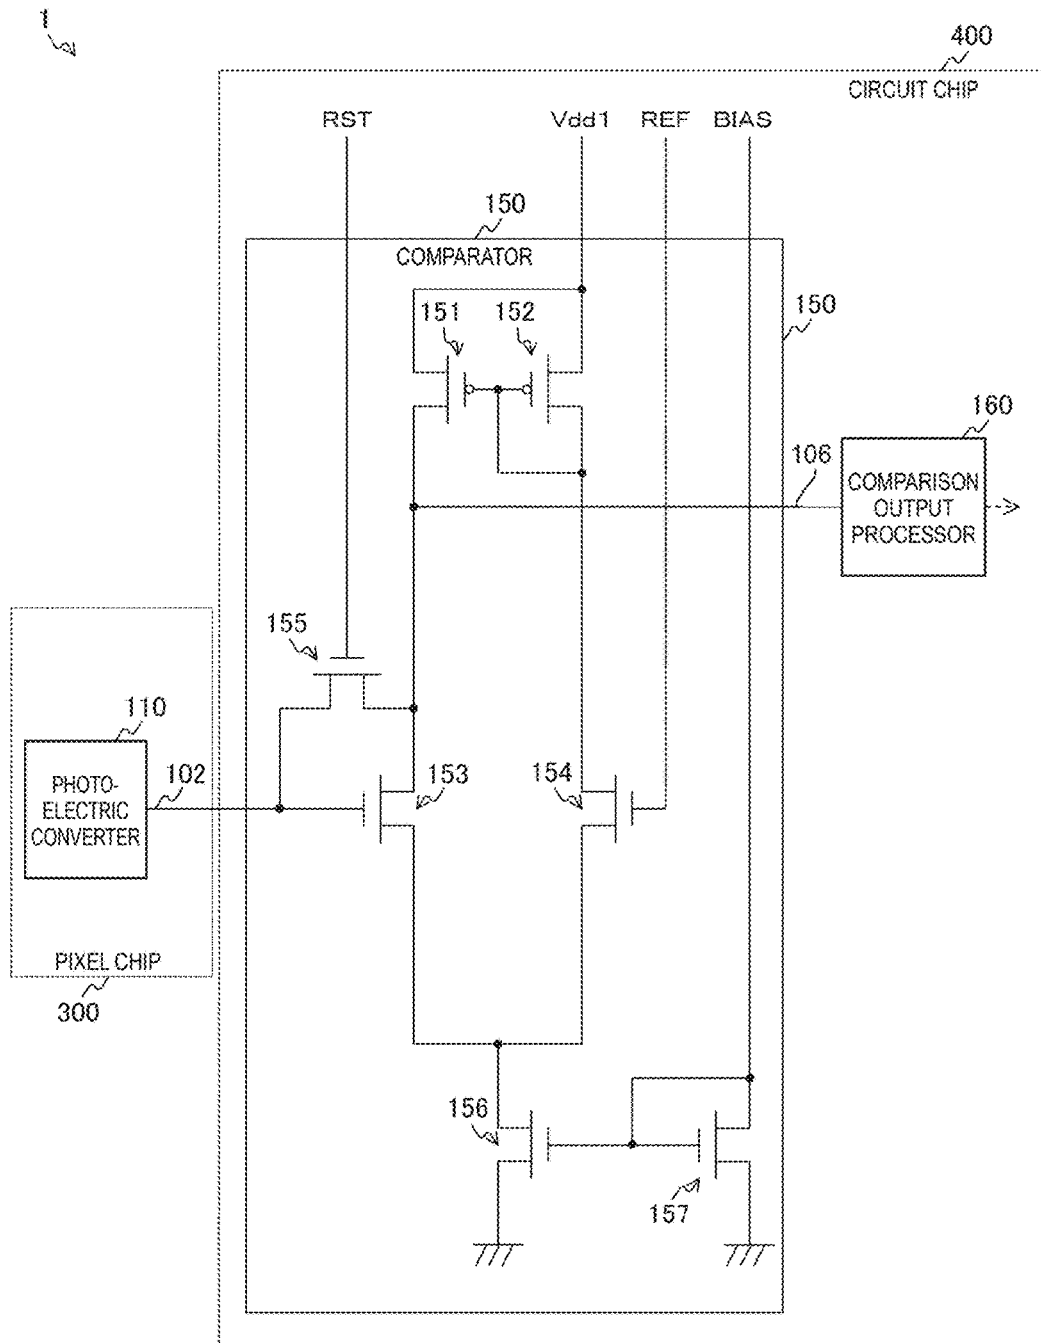 1
400
CIRCUIT CHIP
RST
Vdd1
REF
BIAS
150
COMPARATOR
151
152
150
160
106
COMPARISON
OUTPUT
PROCESSOR
155
110
102
PHOTO-
ELECTRIC
CONVERTER
153
154
PIXEL CHIP
300
156
157